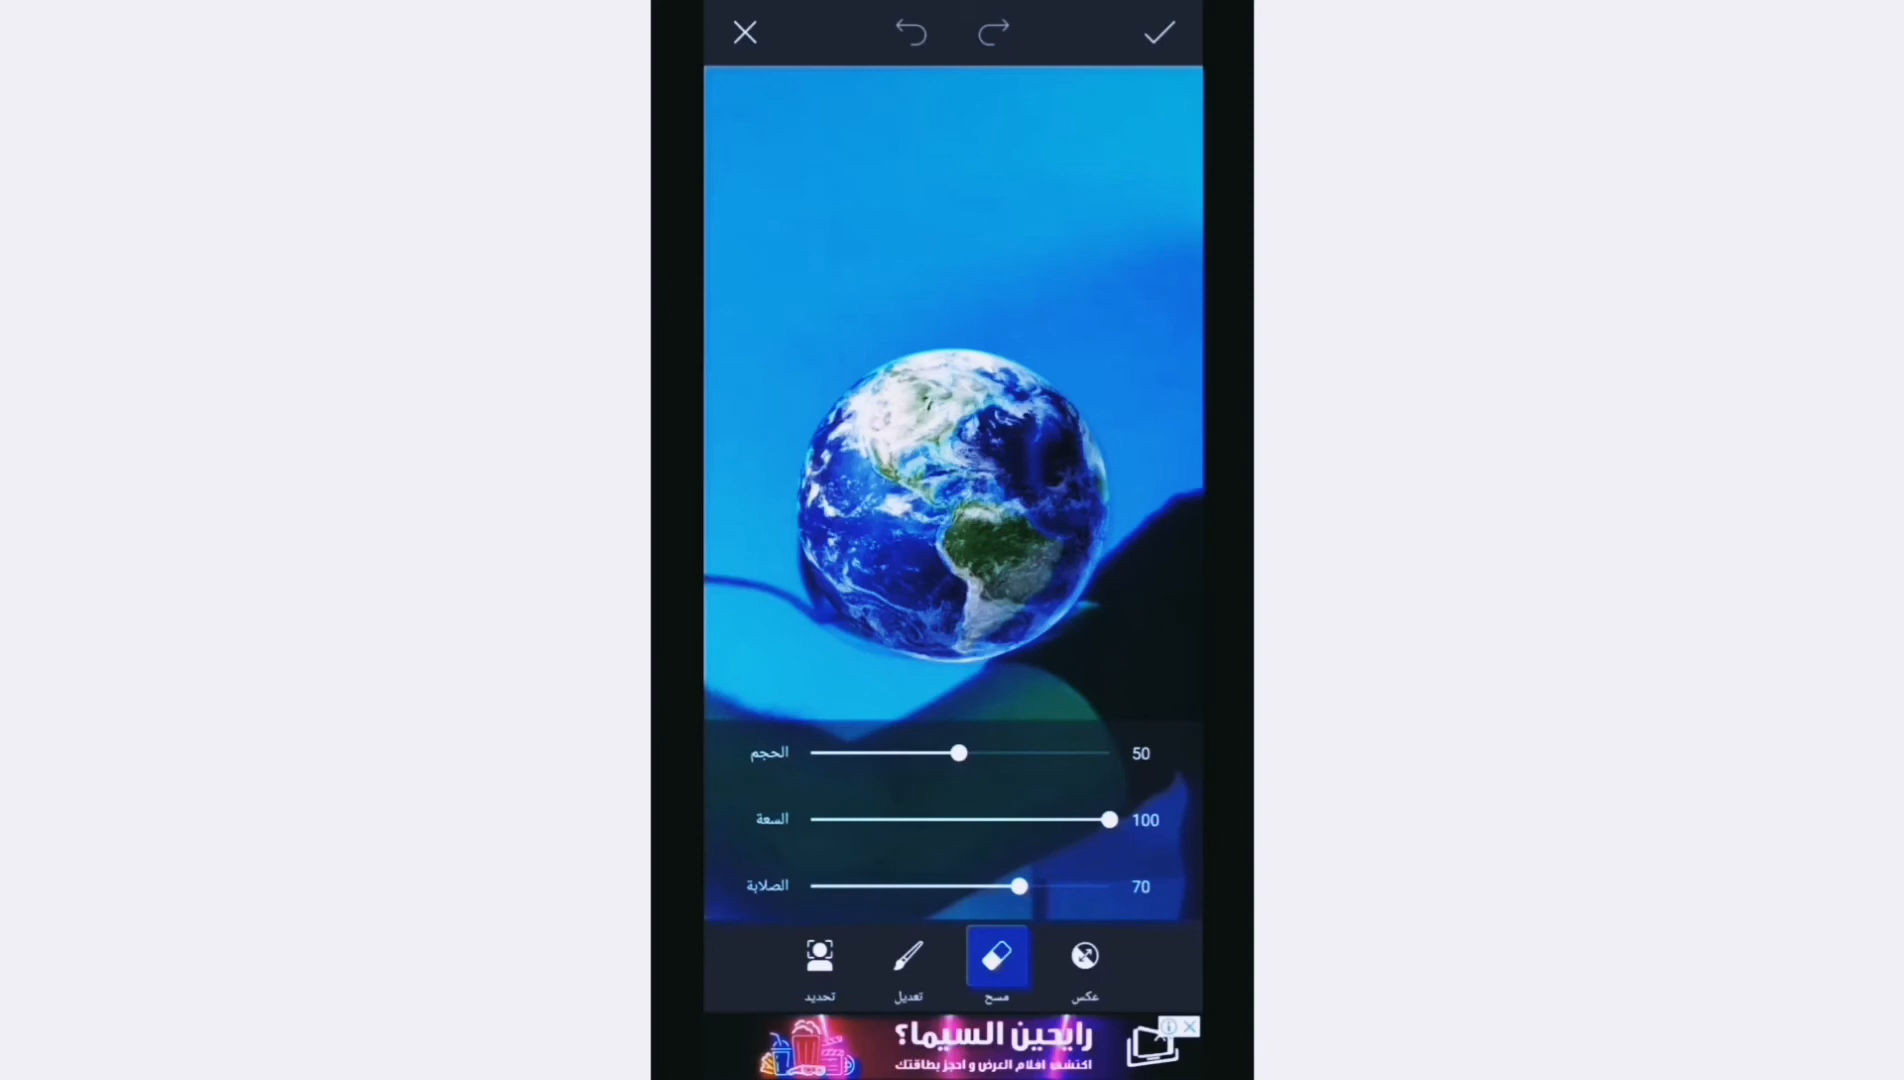 الحجم 50
السعة 100
الصلابة 70
تحديد تعديل مسح عكس
رايحين السيما؟
اكتشف افلام العرض و احجز بطاقتك